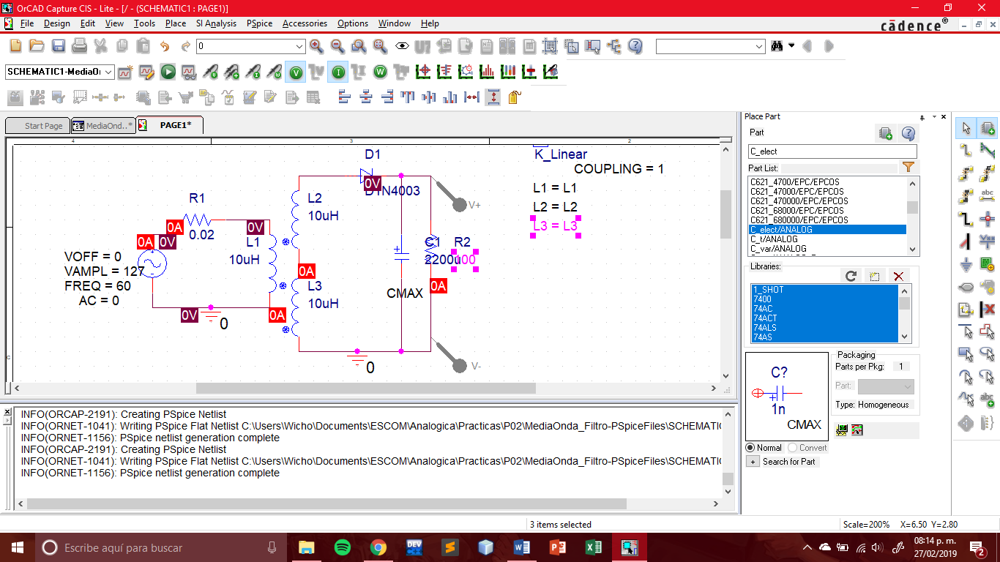 OrCAD Capture CIS - Lite - [/ - (SCHEMATIC1 : PAGE1)]
File Design Edit View Tools Place SI Analysis PSpice Accessories Options Window Help
cādence®
0
SCHEMATIC1-MediaO
Start Page
MediaOnd..*
PAGE1*
4 3 2
D1
0V
D1N4003
K_Linear
COUPLING = 1
L1 = L1
L2 = L2
L3 = L3
R1
0A
0.02
0V
0A 0V
L1
10uH
L2
10uH
V+
VOFF = 0
VAMPL = 127
FREQ = 60
AC = 0
0A
L3
10uH
C1
2200u
R2
100
CMAX
0A
0V
0
0A
0
V-
C
INFO(ORCAP-2191): Creating PSpice Netlist
INFO(ORNET-1041): Writing PSpice Flat Netlist C:\Users\Wicho\Documents\ESCOM\Analogica\Practicas\P02\MediaOnda_Filtro-PSpiceFiles\SCHEMATIC
INFO(ORNET-1156): PSpice netlist generation complete
INFO(ORCAP-2191): Creating PSpice Netlist
INFO(ORNET-1041): Writing PSpice Flat Netlist C:\Users\Wicho\Documents\ESCOM\Analogica\Practicas\P02\MediaOnda_Filtro-PSpiceFiles\SCHEMATIC
INFO(ORNET-1156): PSpice netlist generation complete
Place Part
Part
C_elect
Part List:
C621_4700/EPC/EPCOS
C621_47000/EPC/EPCOS
C621_470000/EPC/EPCOS
C621_68000/EPC/EPCOS
C621_680000/EPC/EPCOS
C_elect/ANALOG
C_t/ANALOG
C_var/ANALOG
Libraries:
1_SHOT
7400
74AC
74ACT
74ALS
74AS
C?
1n
CMAX
Packaging
Parts per Pkg: 1
Part:
Type: Homogeneous
Normal Convert
+ Search for Part
abc
abc
3 items selected
Scale=200% X=6.50 Y=2.80
Escribe aquí para buscar
DEV
08:14 p. m.
27/02/2019
2